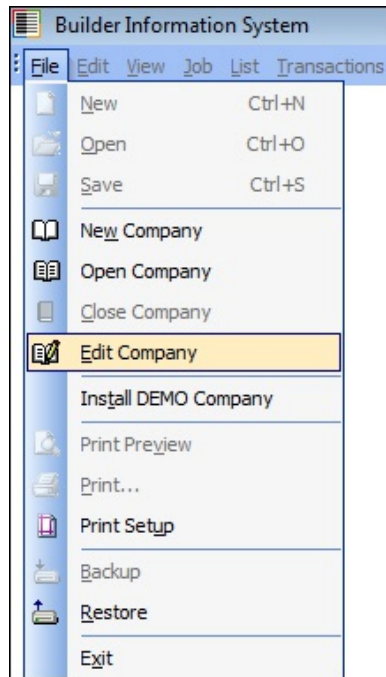 Builder Information System
File Edit View Job List Transactions
New Ctrl+N
Open Ctrl+O
Save Ctrl+S
New Company
Open Company
Close Company
Edit Company
Install DEMO Company
Print Preview
Print...
Print Setup
Backup
Restore
Exit